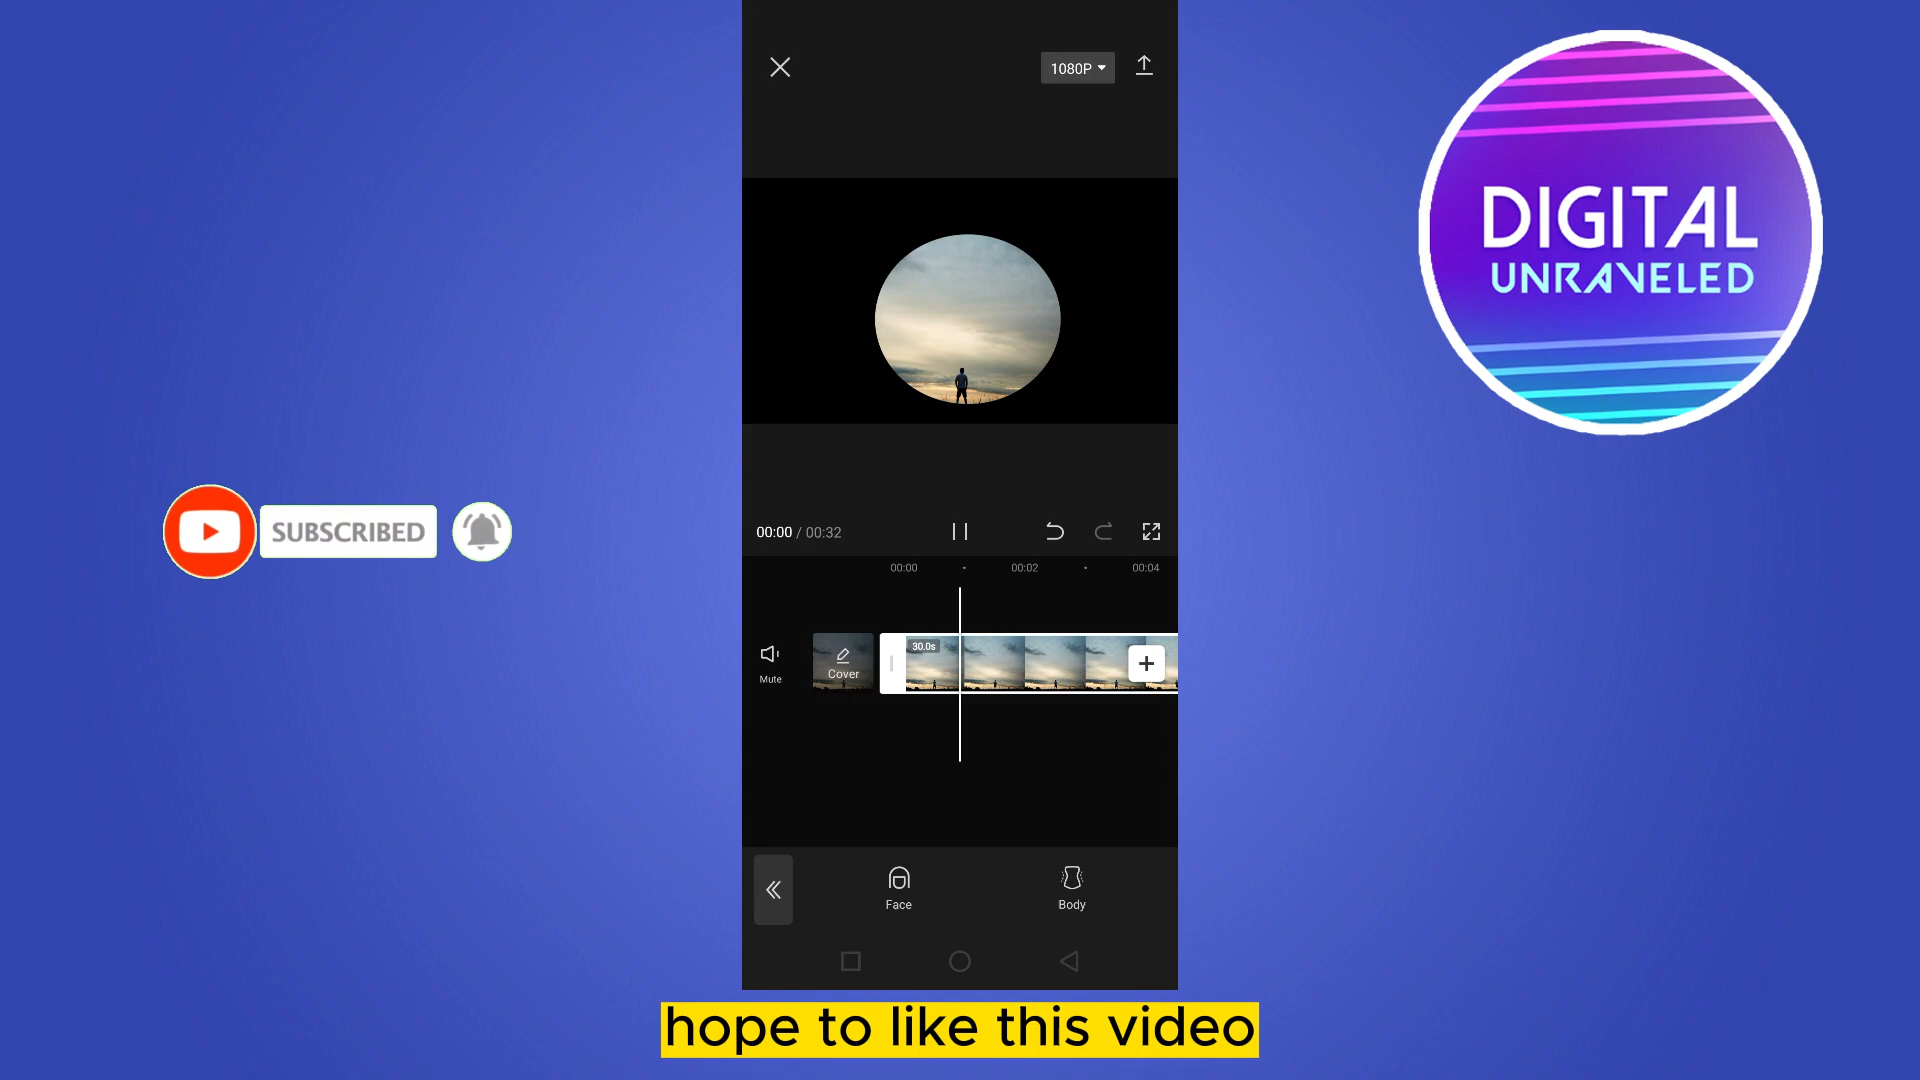 1080P
DIGITAL
UNRAVELED
SUBSCRIBED
00:00 / 00:32
00:00 00:02 00:04
30.0s
Mute
Cover
Face
Body
hope to like this video